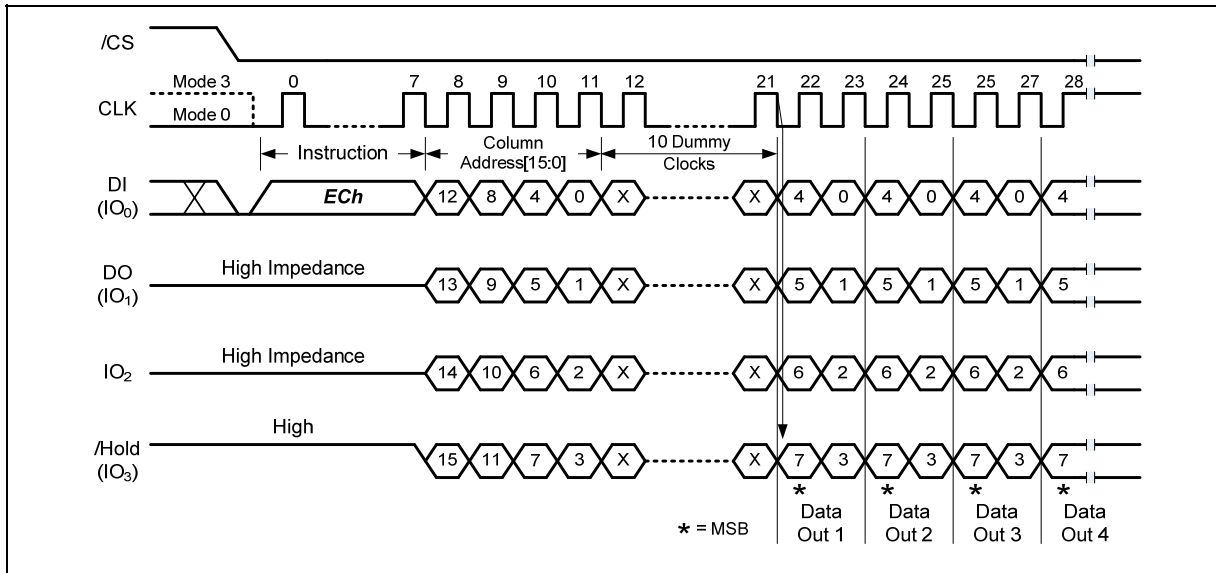 /CS
Mode 3 0 7 8 9 10 11 12 21 22 23 24 25 25 27 28
CLK
Mode 0
Instruction
Column
Address[15:0]
10 Dummy
Clocks
DI
(IO0)
ECh 12 8 4 0 X X 4 0 4 0 4 0 4
DO
(IO1)
High Impedance
13 9 5 1 X X 5 1 5 1 5 1 5
IO2
High Impedance
14 10 6 2 X X 6 2 6 2 6 2 6
/Hold
(IO3)
High
15 11 7 3 X X 7 3 7 3 7 3 7
* * * *
* = MSB
Data
Out 1
Data
Out 2
Data
Out 3
Data
Out 4